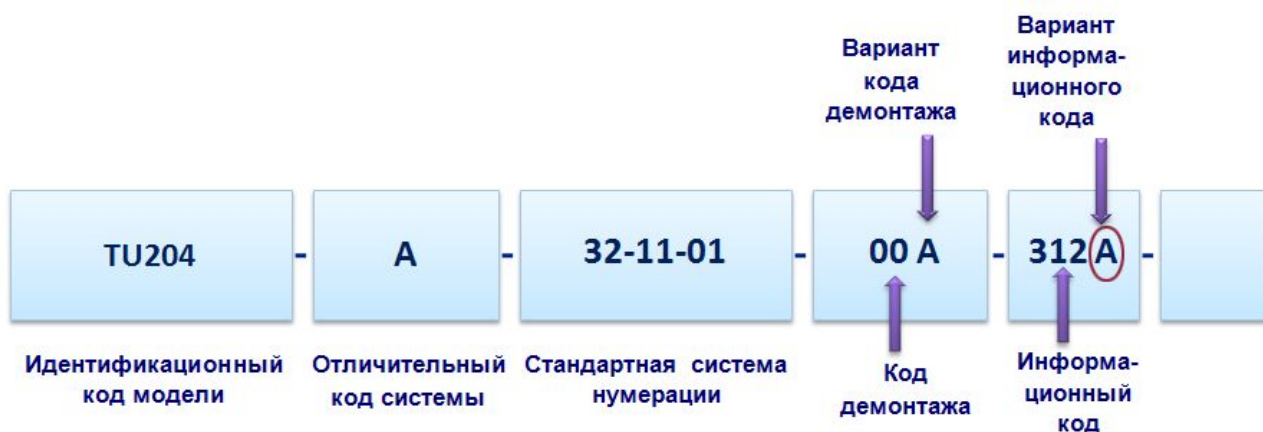 Вариант
кода
демонтажа
Вариант
информа-
ционного
кода
TU204 - А - 32-11-01 - 00 А - 312 А -
Идентификационный
код модели
Отличительный
код системы
Стандартная система
нумерации
Код
демонтажа
Информа-
ционный
код